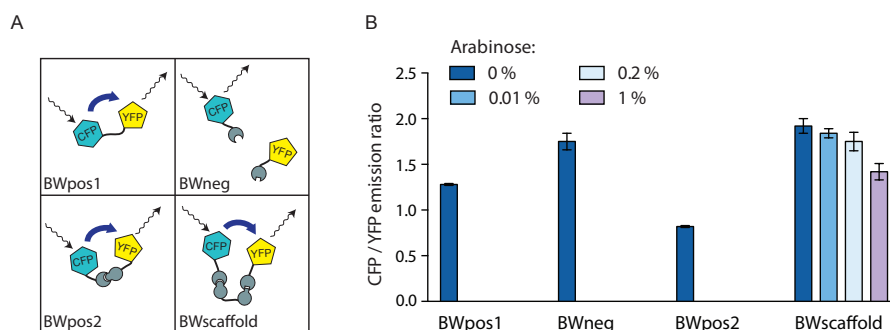 A
CFP
YFP
BWpos1
CFP
YFP
BWneg
CFP
YFP
BWpos2
CFP
YFP
BWscaffold
B
Arabinose:
0 %
0.2 %
0.01 %
1 %
CFP / YFP emission ratio
2.5
2.0
1.5
1.0
0.5
0.0
BWpos1
BWneg
BWpos2
BWscaffold